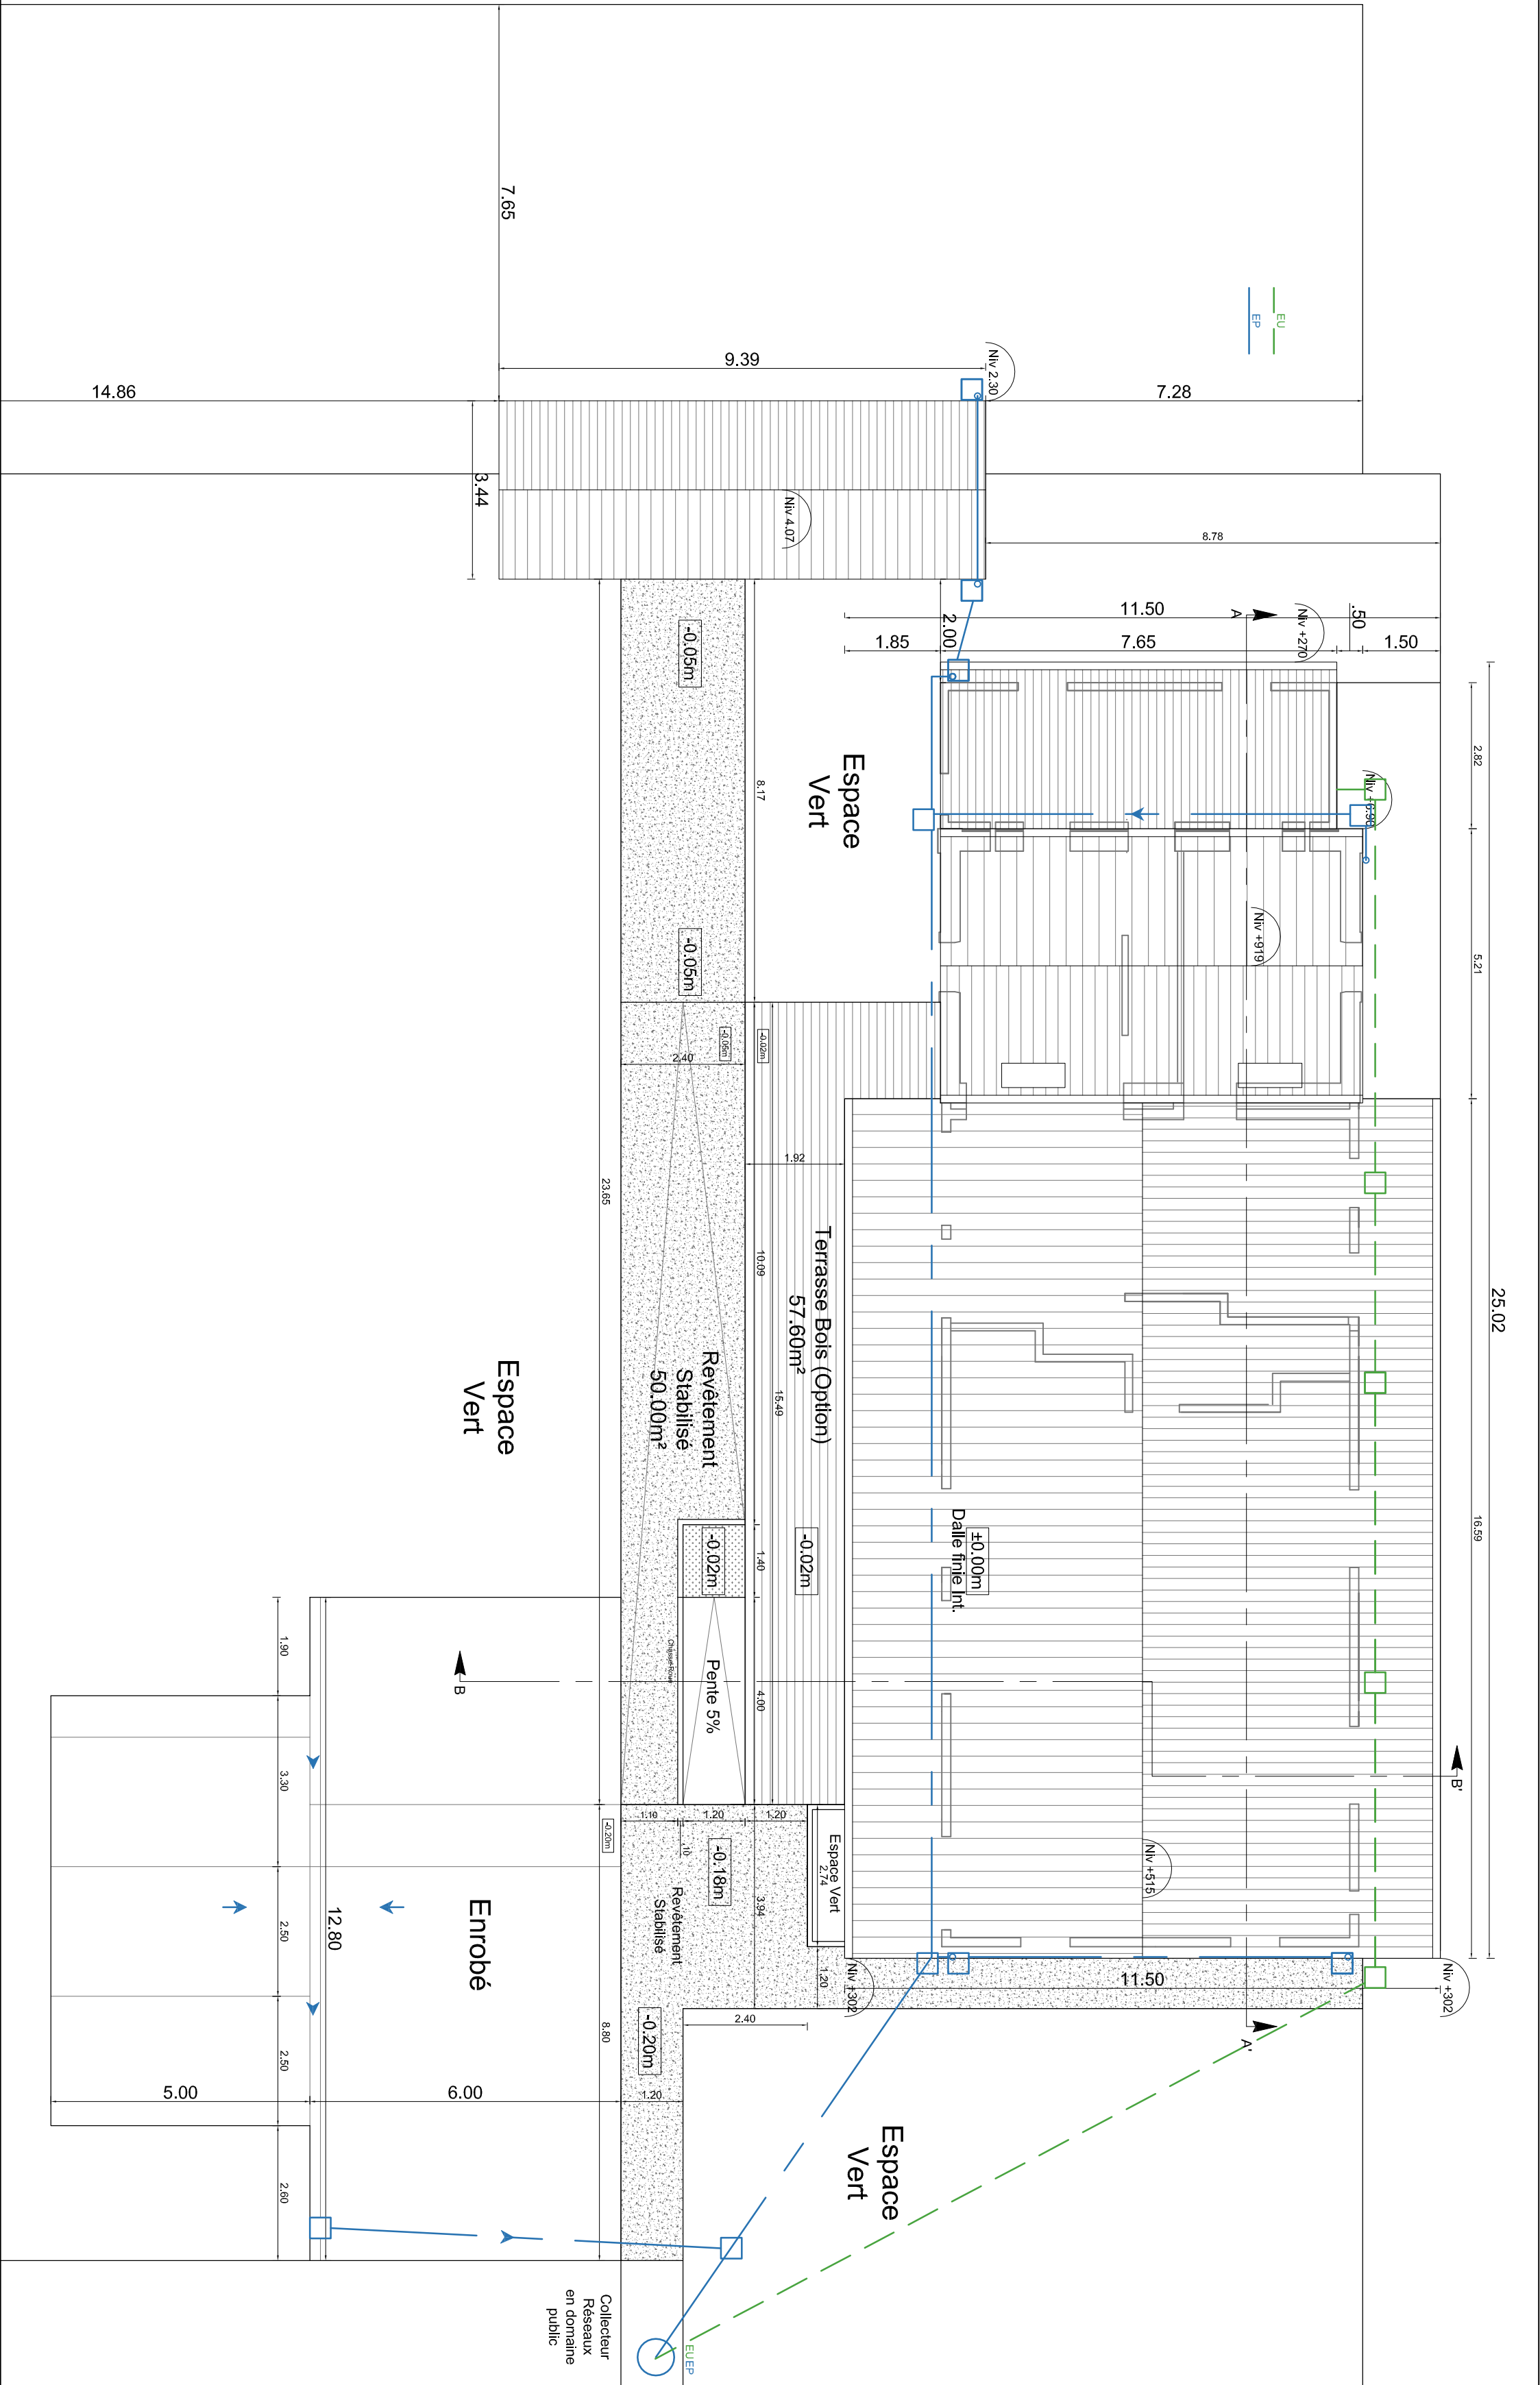 EU
EP
7.65
14.86
9.39
Niv 2.30
7.28
3.44
Niv 4.07
8.78
11.50
A
Niv +270
.50
1.85
2.00
7.65
1.50
25.02
2.82
5.21
16.59
-0.05m
8.17
Espace
Vert
-0.05m
Niv +919
-0.05m
-0.02m
2.40
1.92
23.65
10.09
15.49
Terrasse Bois (Option)
57.60m²
Revêtement
Stabilisé
50.00m²
Espace
Vert
±0.00m
Dalle finie Int.
-0.02m
-0.02m
1.40
Pente 5%
4.00
B
B'
1.90
3.30
2.50
2.50
2.60
12.80
Enrobé
-0.20m
1.10
.10
1.20
1.20
-0.18m
3.94
Revêtement
Stabilisé
Espace Vert
2.74
Niv +515
1.20
Niv +302
11.50
Niv +302
A'
2.40
-0.20m
8.80
5.00
6.00
1.20
Espace
Vert
Collecteur
Réseaux
en domaine
public
EU
EP